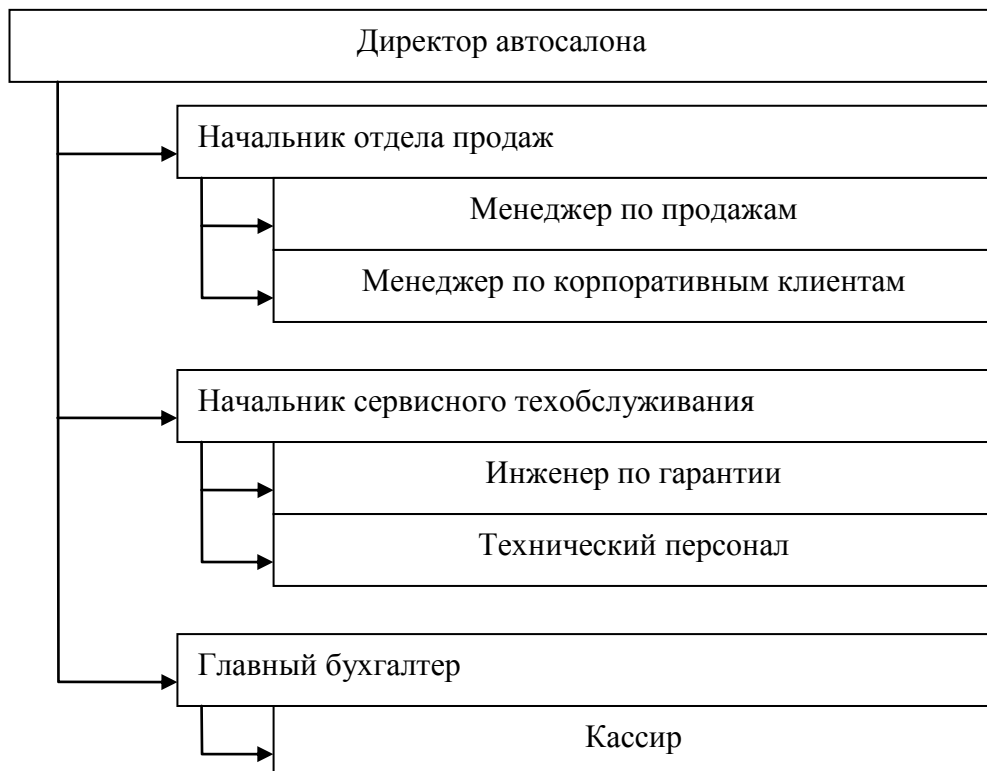 Директор автосалона
Начальник отдела продаж
Менеджер по продажам
Менеджер по корпоративным клиентам
Начальник сервисного техобслуживания
Инженер по гарантии
Технический персонал
Главный бухгалтер
Кассир